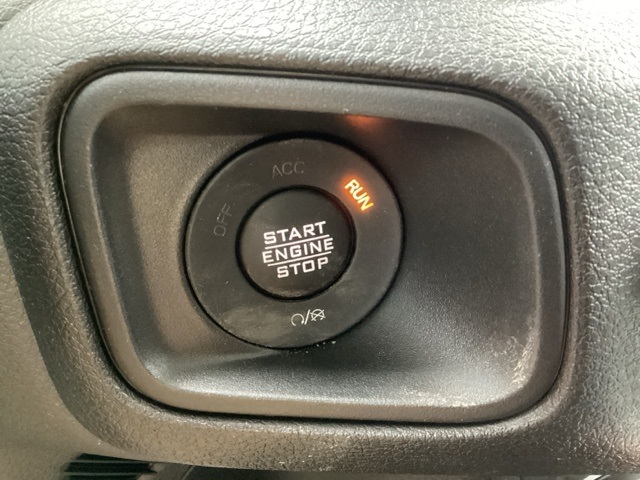 ACC
RUN
OFF
START
ENGINE
STOP